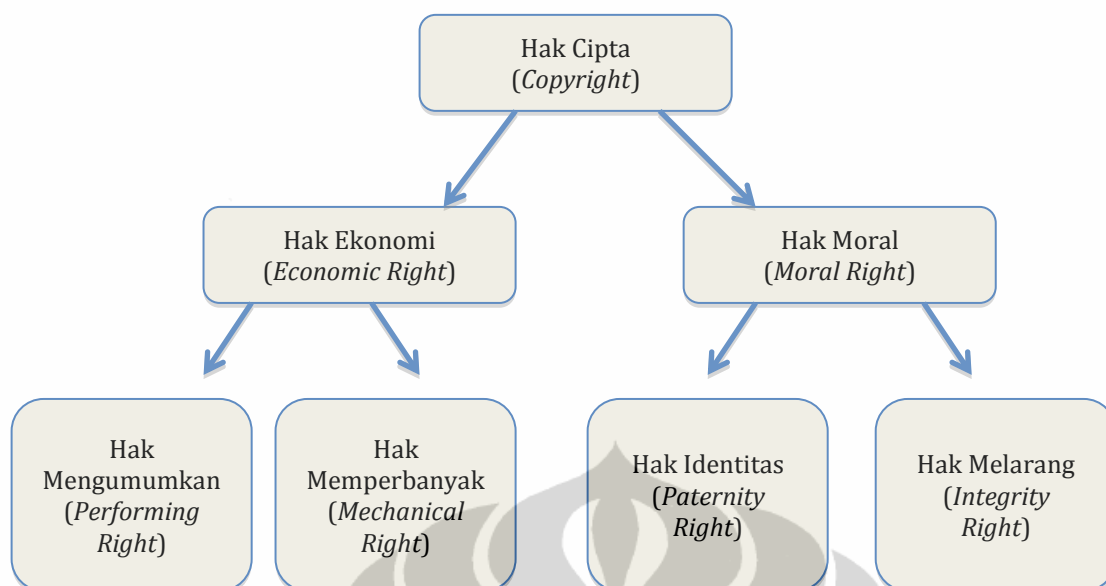 Hak Cipta
(Copyright)
Hak Ekonomi
(Economic Right)
Hak Moral
(Moral Right)
Hak
Mengumumkan
(Performing
Right)
Hak
Memperbanyak
(Mechanical
Right)
Hak Identitas
(Paternity
Right)
Hak Melarang
(Integrity
Right)